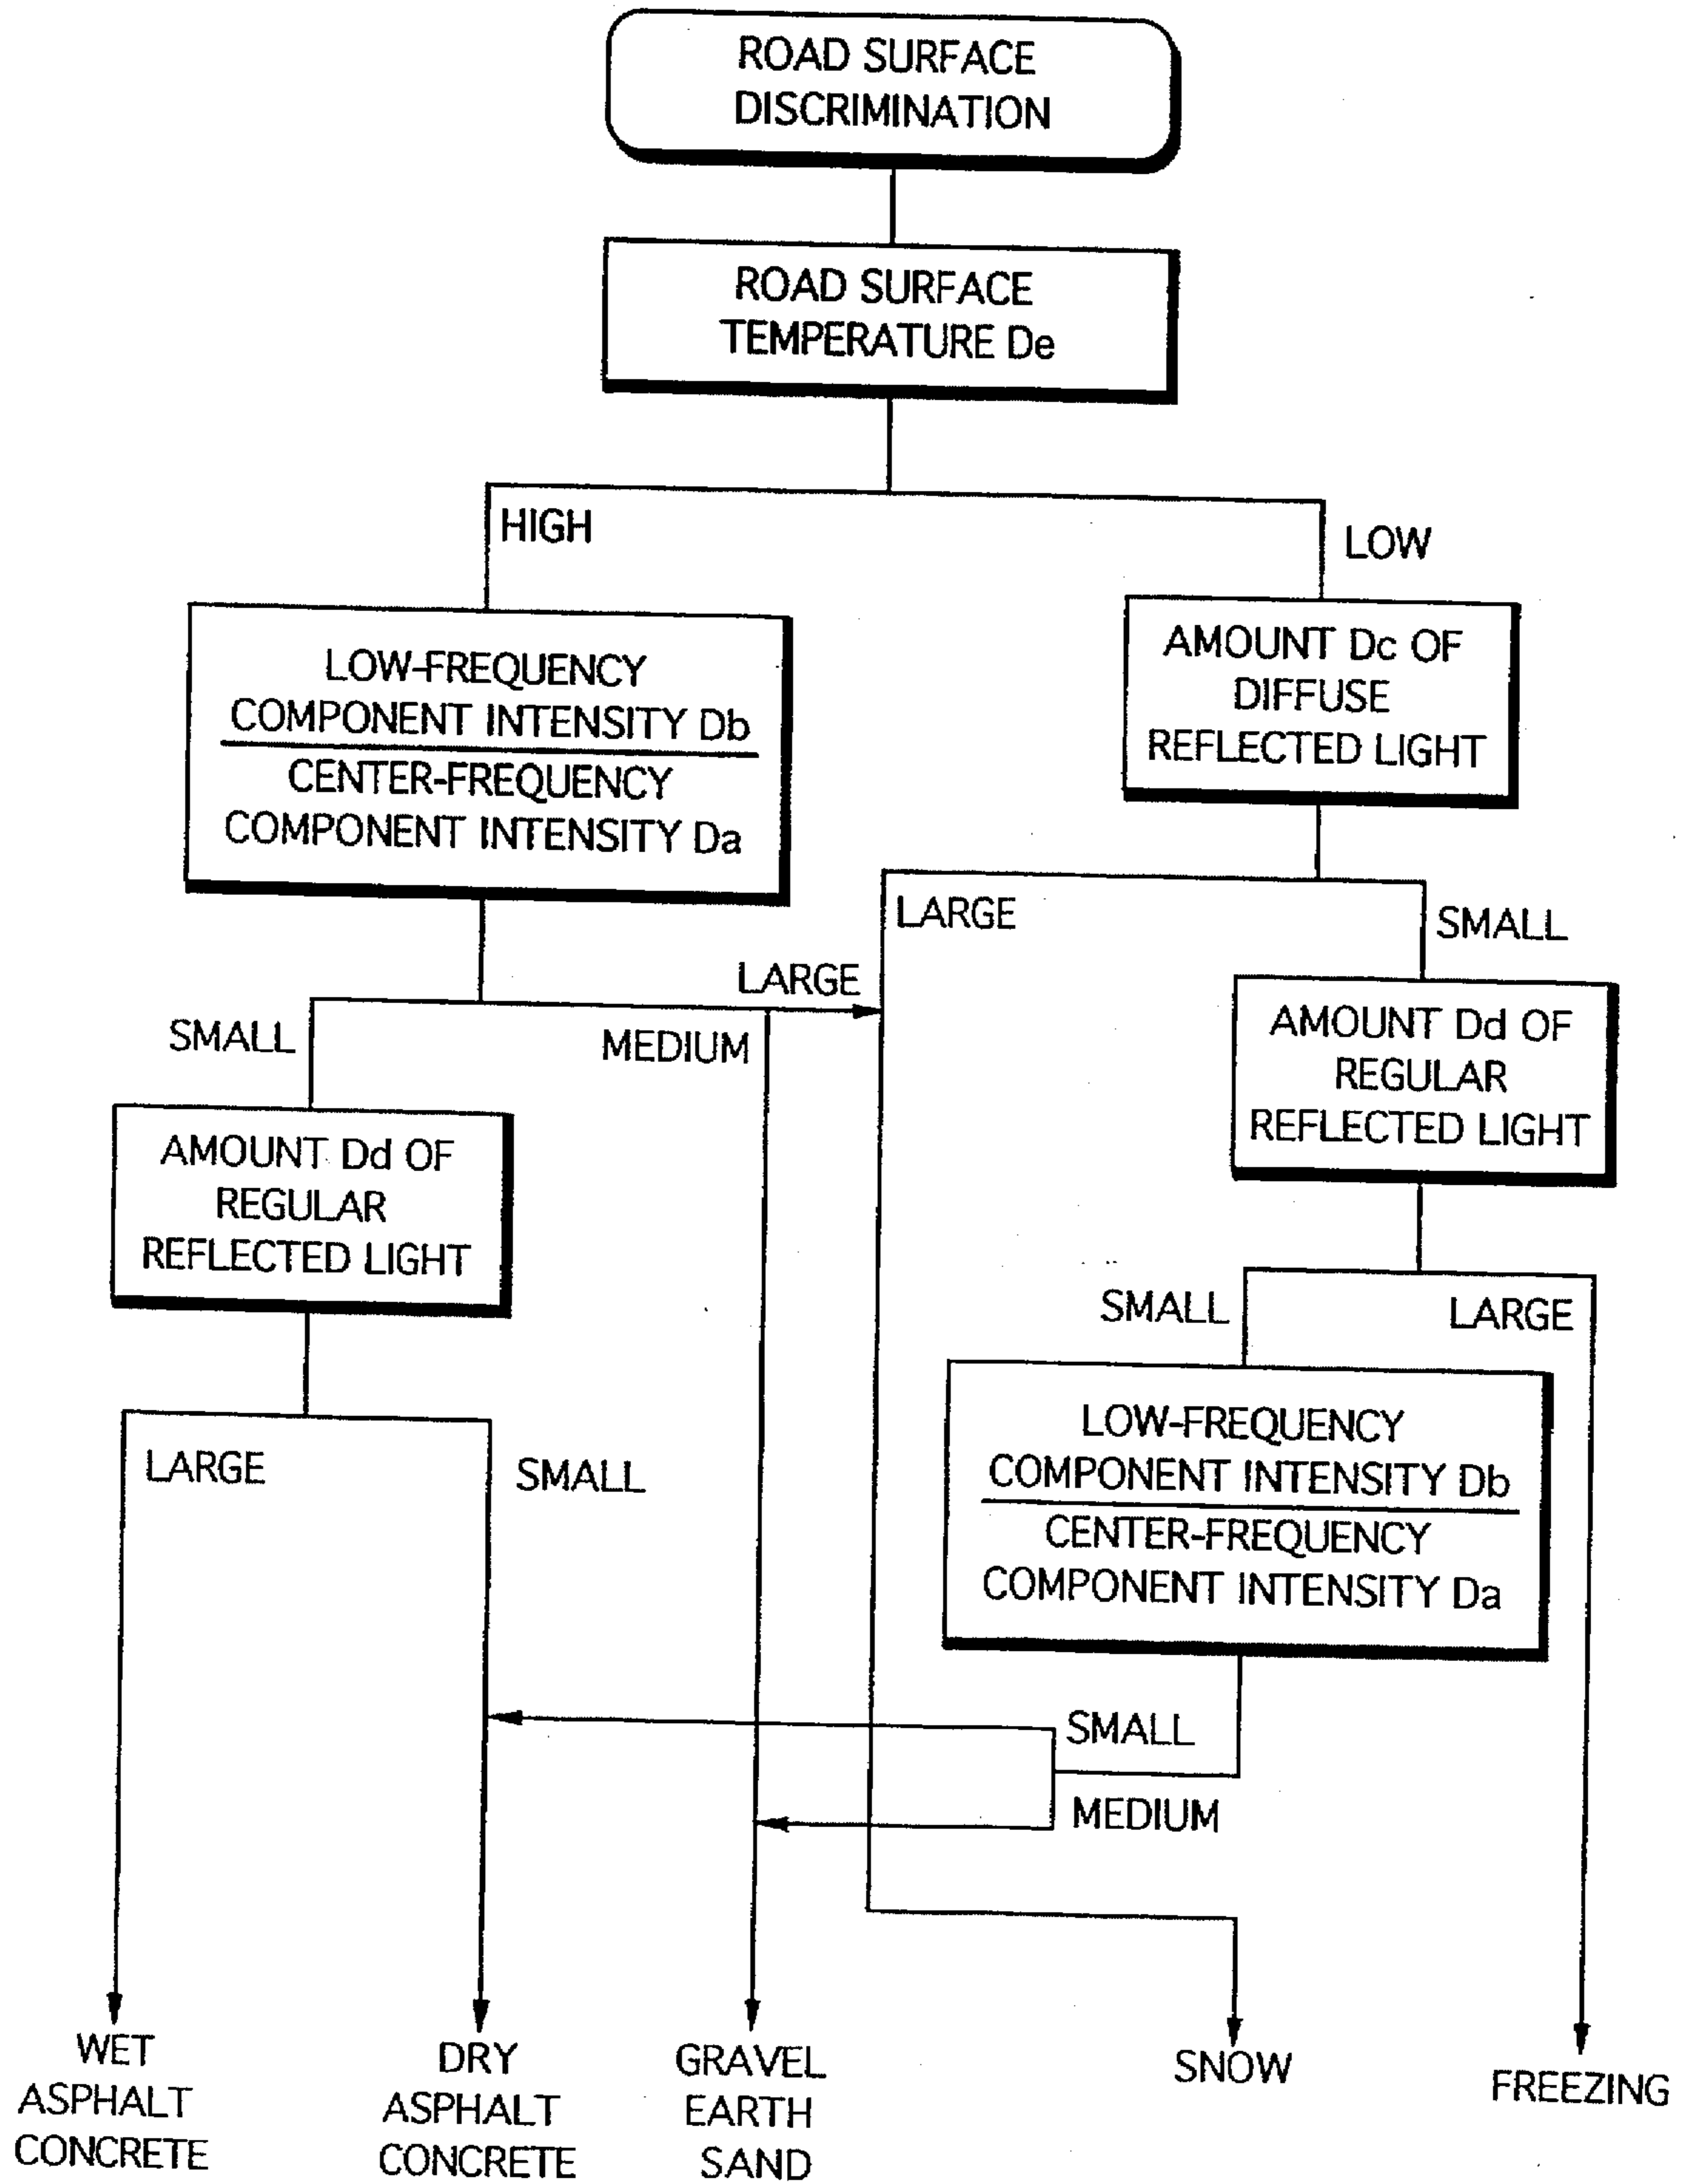 ROAD SURFACE
DISCRIMINATION
ROAD SURFACE
TEMPERATURE De
HIGH
LOW
LOW-FREQUENCY
COMPONENT INTENSITY Db
CENTER-FREQUENCY
COMPONENT INTENSITY Da
AMOUNT Dc OF
DIFFUSE
REFLECTED LIGHT
LARGE
SMALL
LARGE
SMALL
MEDIUM
AMOUNT Dd OF
REGULAR
REFLECTED LIGHT
AMOUNT Dd OF
REGULAR
REFLECTED LIGHT
SMALL
LARGE
LARGE
SMALL
LOW-FREQUENCY
COMPONENT INTENSITY Db
CENTER-FREQUENCY
COMPONENT INTENSITY Da
SMALL
MEDIUM
WET
ASPHALT
CONCRETE
DRY
ASPHALT
CONCRETE
GRAVEL
EARTH
SAND
SNOW
FREEZING